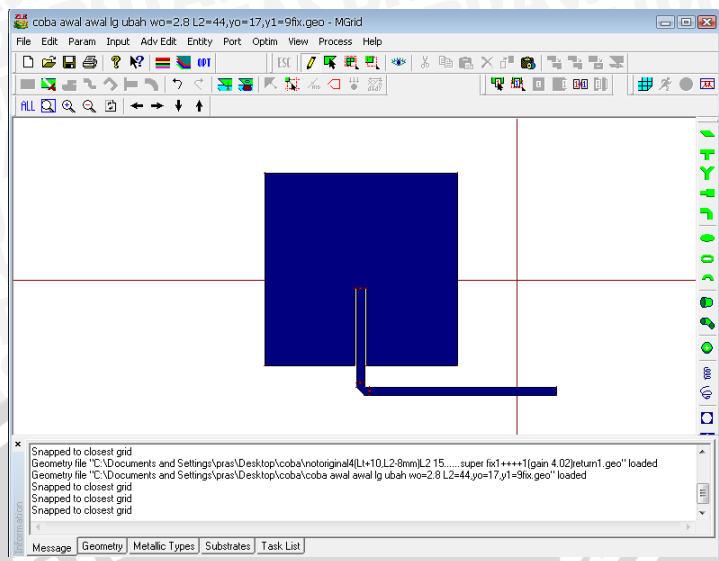 coba awal awal lg ubah wo=2.8 L2=44,yo=17,y1=9fix.geo - MGrid
File Edit Param Input Adv Edit Entity Port Optim View Process Help
OPT ESC
ALL
Snapped to closest grid
Geometry file "C:\Documents and Settings\pras\Desktop\coba\notoriginal4(Lt+10,L2-8mm)L2 15......super fix1++++1(gain 4.02)return1.geo" loaded
Geometry file "C:\Documents and Settings\pras\Desktop\coba\coba awal awal lg ubah wo=2.8 L2=44,yo=17,y1=9fix.geo" loaded
Snapped to closest grid
Snapped to closest grid
Snapped to closest grid
Information
Message Geometry Metallic Types Substrates Task List